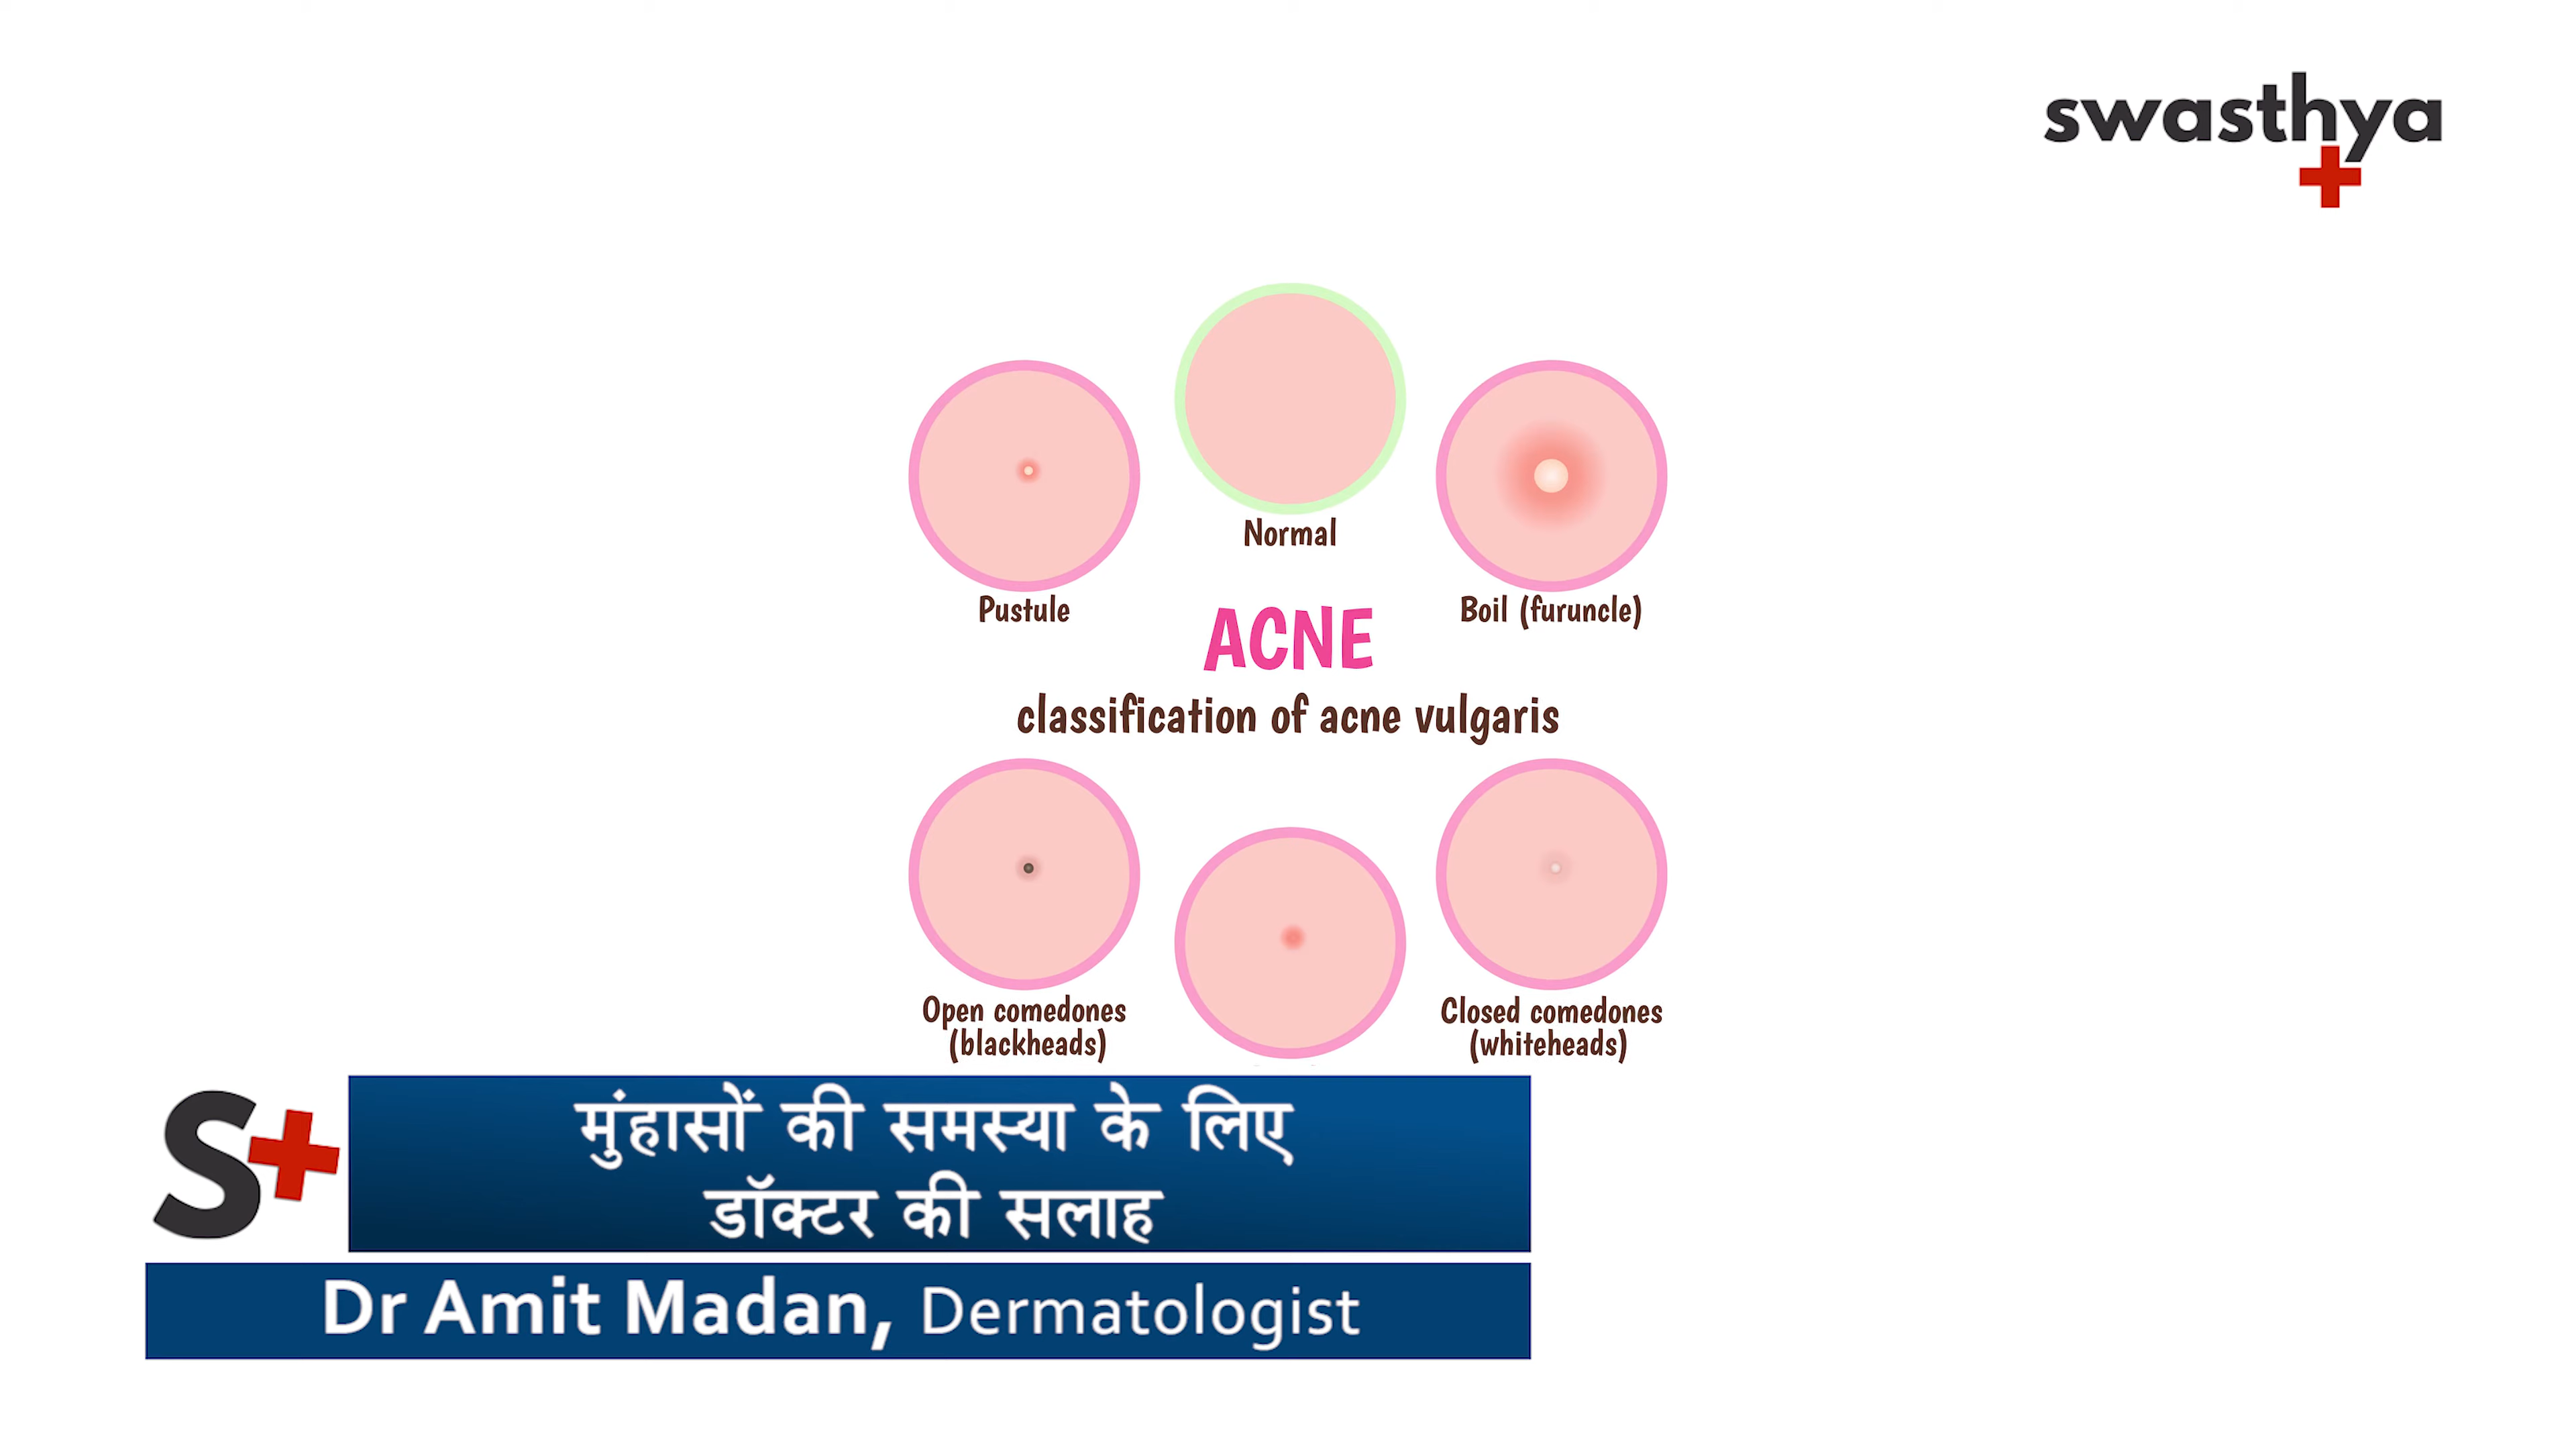 swasthya
Normal
Pustule
Boil (furuncle)
ACNE
classification of acne vulgaris
Open comedones
(blackheads)
Closed comedones
(whiteheads)
S+
मुंहासों की समस्या के लिए
डॉक्टर की सलाह
Dr Amit Madan, Dermatologist